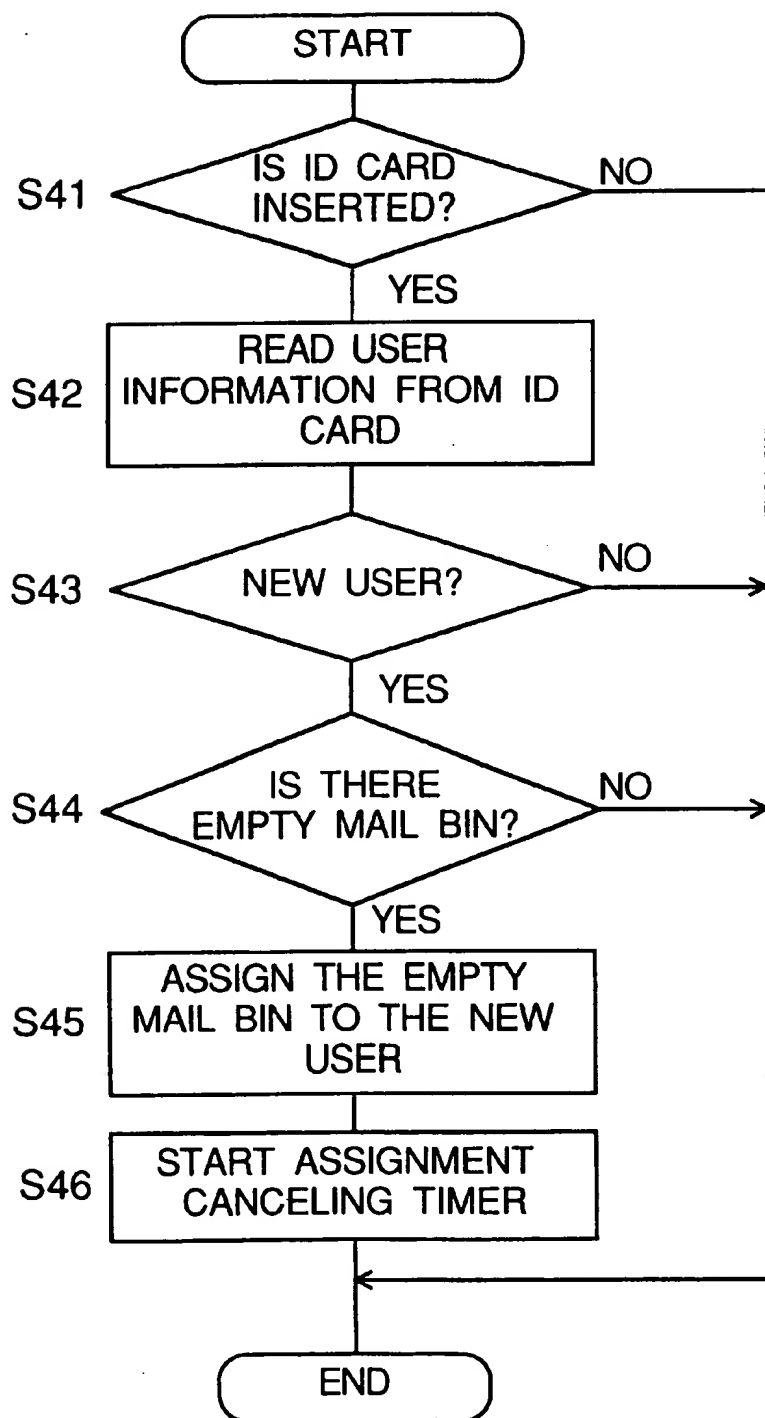 START
S41
IS ID CARD
INSERTED?
NO
YES
S42
READ USER
INFORMATION FROM ID
CARD
S43
NEW USER?
NO
YES
S44
IS THERE
EMPTY MAIL BIN?
NO
YES
S45
ASSIGN THE EMPTY
MAIL BIN TO THE NEW
USER
S46
START ASSIGNMENT
CANCELING TIMER
END